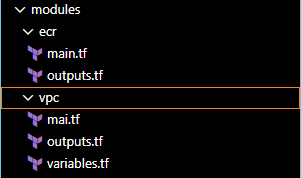 modules
ecr
main.tf
outputs.tf
vpc
mai.tf
outputs.tf
variables.tf